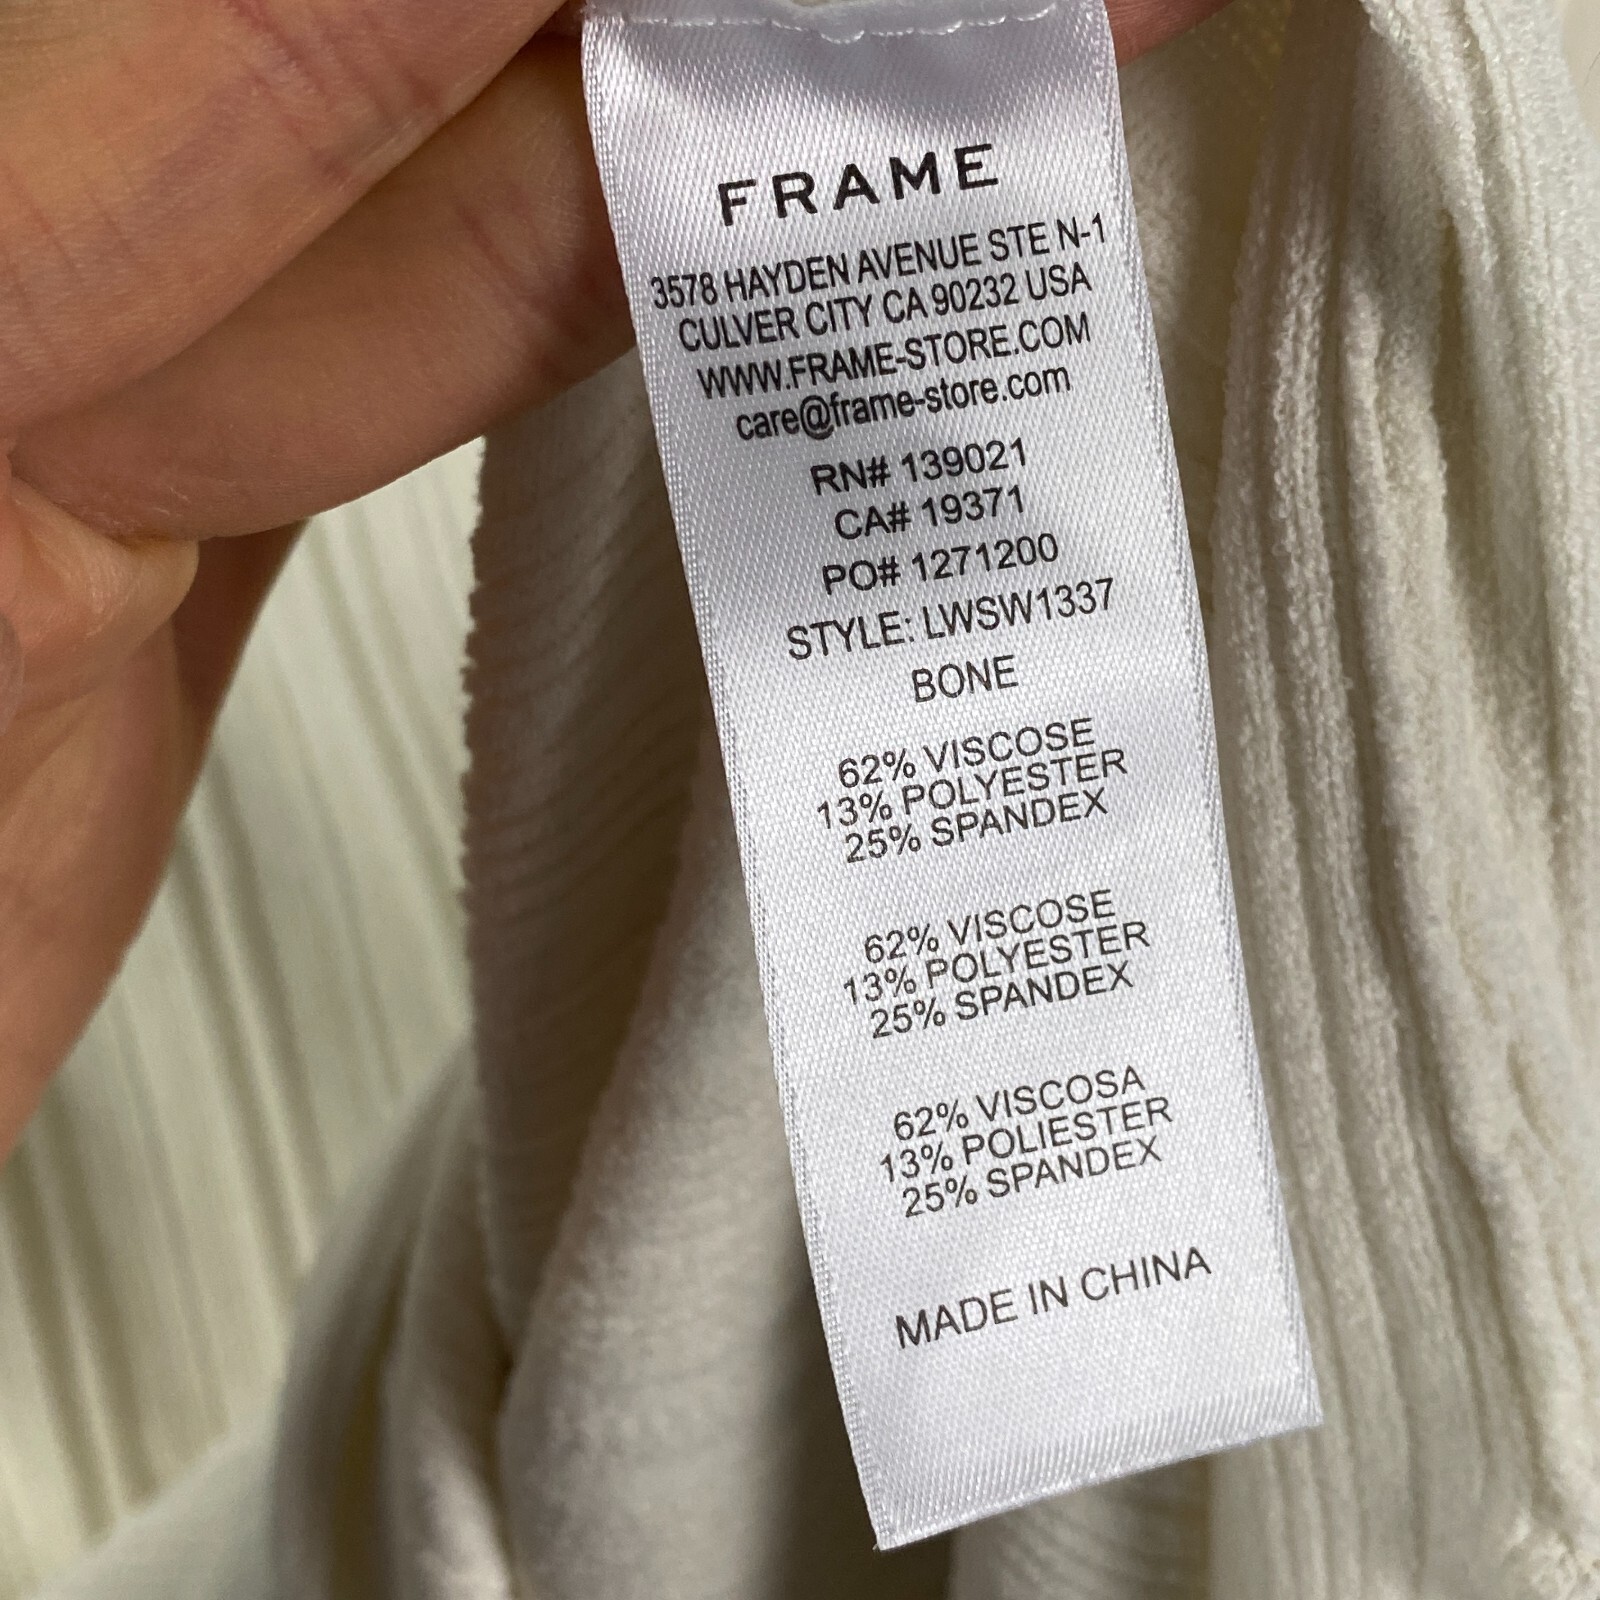 FRAME
3578 HAYDEN AVENUE STE N-1
CULVER CITY CA 90232 USA
WWW.FRAME-STORE.COM
care@frame-store.com
RN# 139021
CA# 19371
PO# 1271200
STYLE: LWSW1337
BONE
62% VISCOSE
13% POLYESTER
25% SPANDEX
62% VISCOSE
13% POLYESTER
25% SPANDEX
62% VISCOSA
13% POLIESTER
25% SPANDEX
MADE IN CHINA